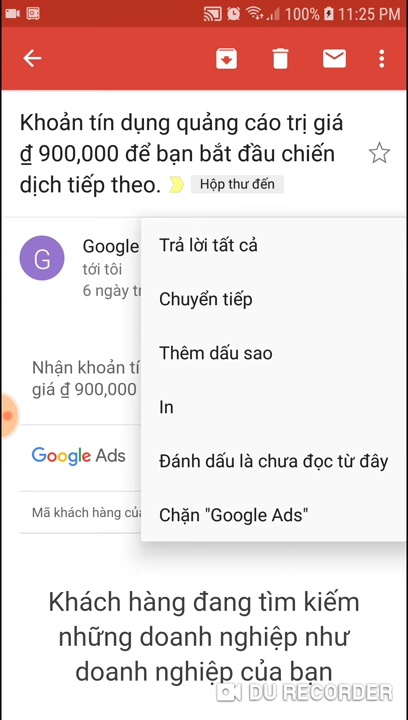 100% 11:25 PM
Khoản tín dụng quảng cáo trị giá
₫ 900,000 để bạn bắt đầu chiến
dịch tiếp theo. Hộp thư đến
G
Google
tới tôi
6 ngày tr
Trả lời tất cả
Chuyển tiếp
Thêm dấu sao
In
Đánh dấu là chưa đọc từ đây
Chặn "Google Ads"
Nhận khoản tí
giá ₫ 900,000
Google Ads
Mã khách hàng củ
Khách hàng đang tìm kiếm
những doanh nghiệp như
doanh nghiệp của bạn
DU RECORDER